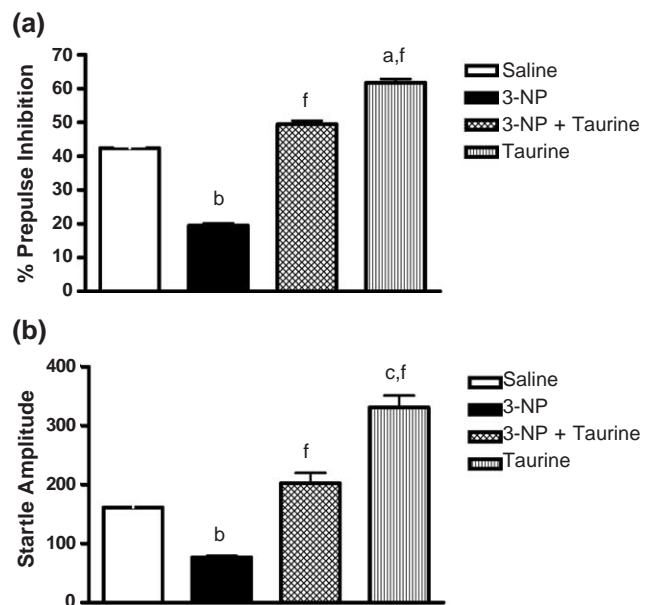 (a)
% Prepulse Inhibition
70
60
50
40
30
20
10
0
b
f
a,f
Saline
3-NP
3-NP + Taurine
Taurine
(b)
Startle Amplitude
400
300
200
100
0
b
f
c,f
Saline
3-NP
3-NP + Taurine
Taurine